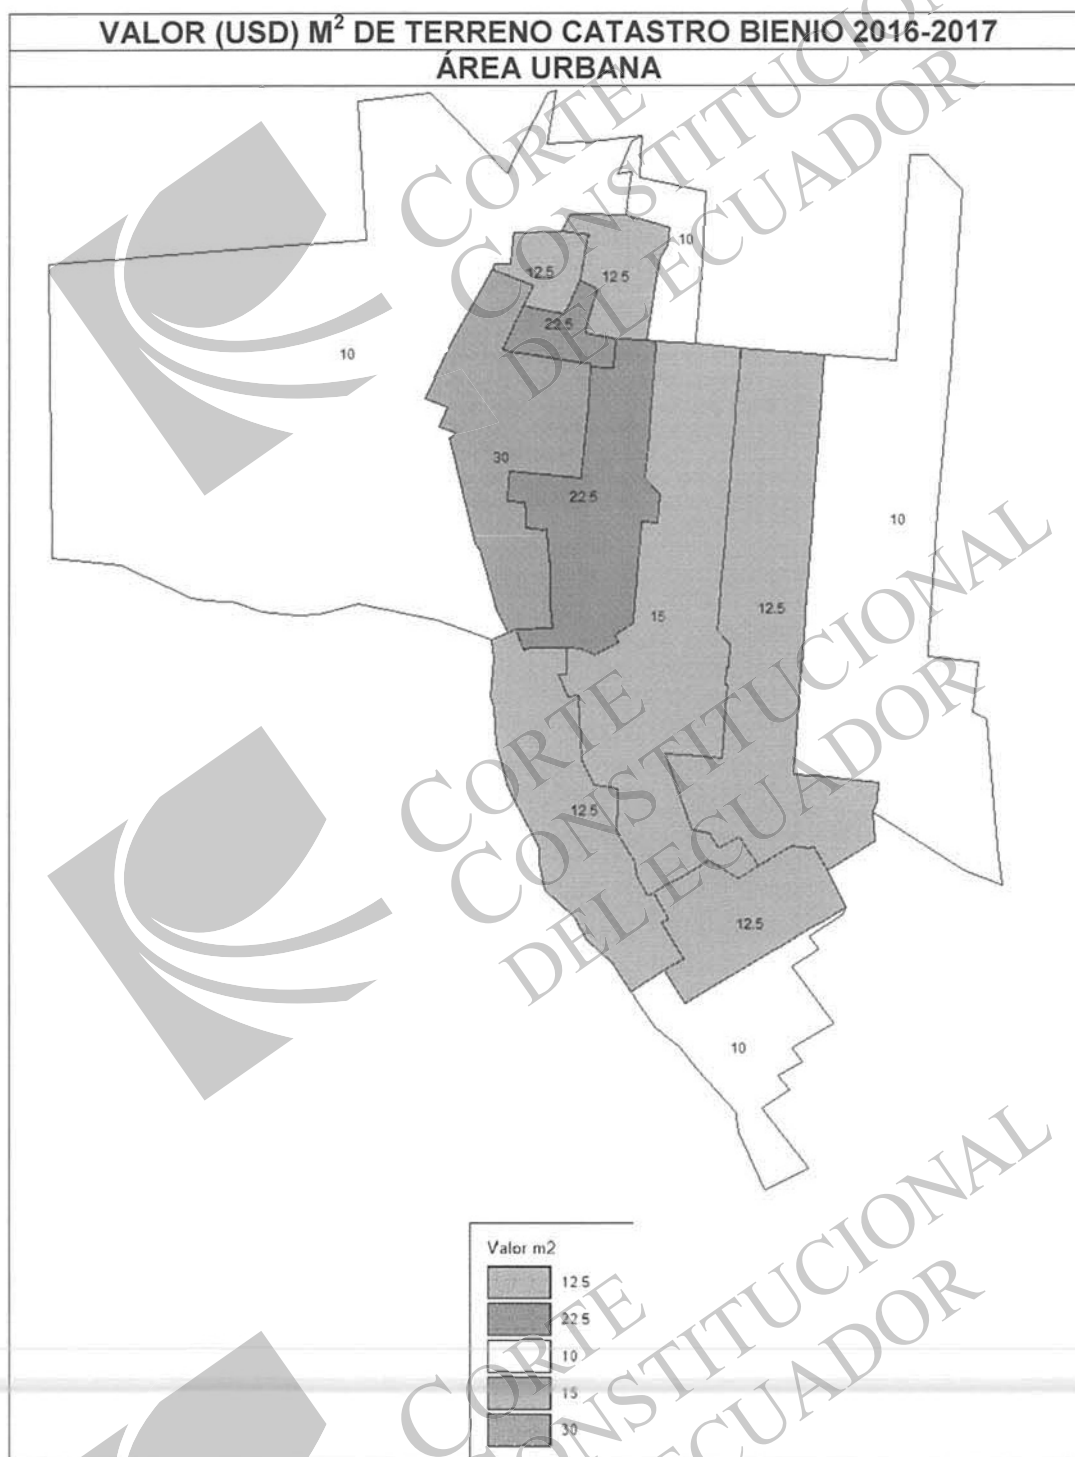 VALOR (USD) M² DE TERRENO CATASTRO BIENIO 2016-2017
ÁREA URBANA
CORTE
CONSTITUCIONAL
DEL ECUADOR
10
12.5
12.5
22.5
10
30
22.5
10
15
12.5
CORTE
CONSTITUCIONAL
DEL ECUADOR
12.5
12.5
10
Valor m2
12.5
22.5
10
15
30
CORTE
CONSTITUCIONAL
DEL ECUADOR